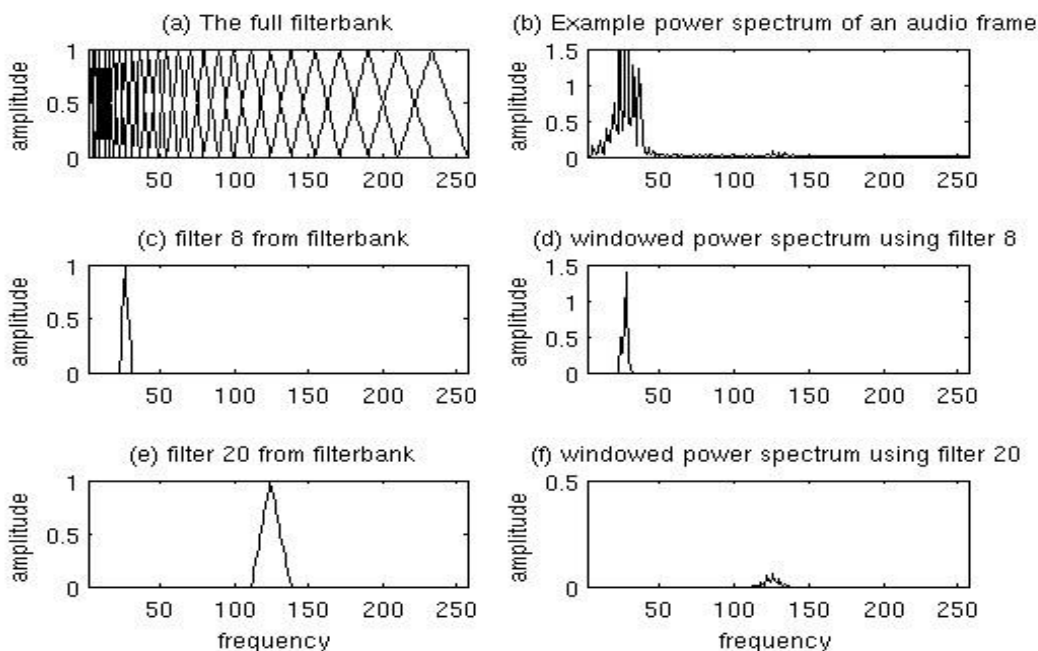 (a) The full filterbank
amplitude
1
0.5
0
50 100 150 200 250
(b) Example power spectrum of an audio frame
amplitude
1.5
1
0.5
0
50 100 150 200 250
(c) filter 8 from filterbank
amplitude
1
0.5
0
50 100 150 200 250
(d) windowed power spectrum using filter 8
amplitude
1.5
1
0.5
0
50 100 150 200 250
(e) filter 20 from filterbank
amplitude
1
0.5
0
50 100 150 200 250
frequency
(f) windowed power spectrum using filter 20
amplitude
0.5
0
50 100 150 200 250
frequency